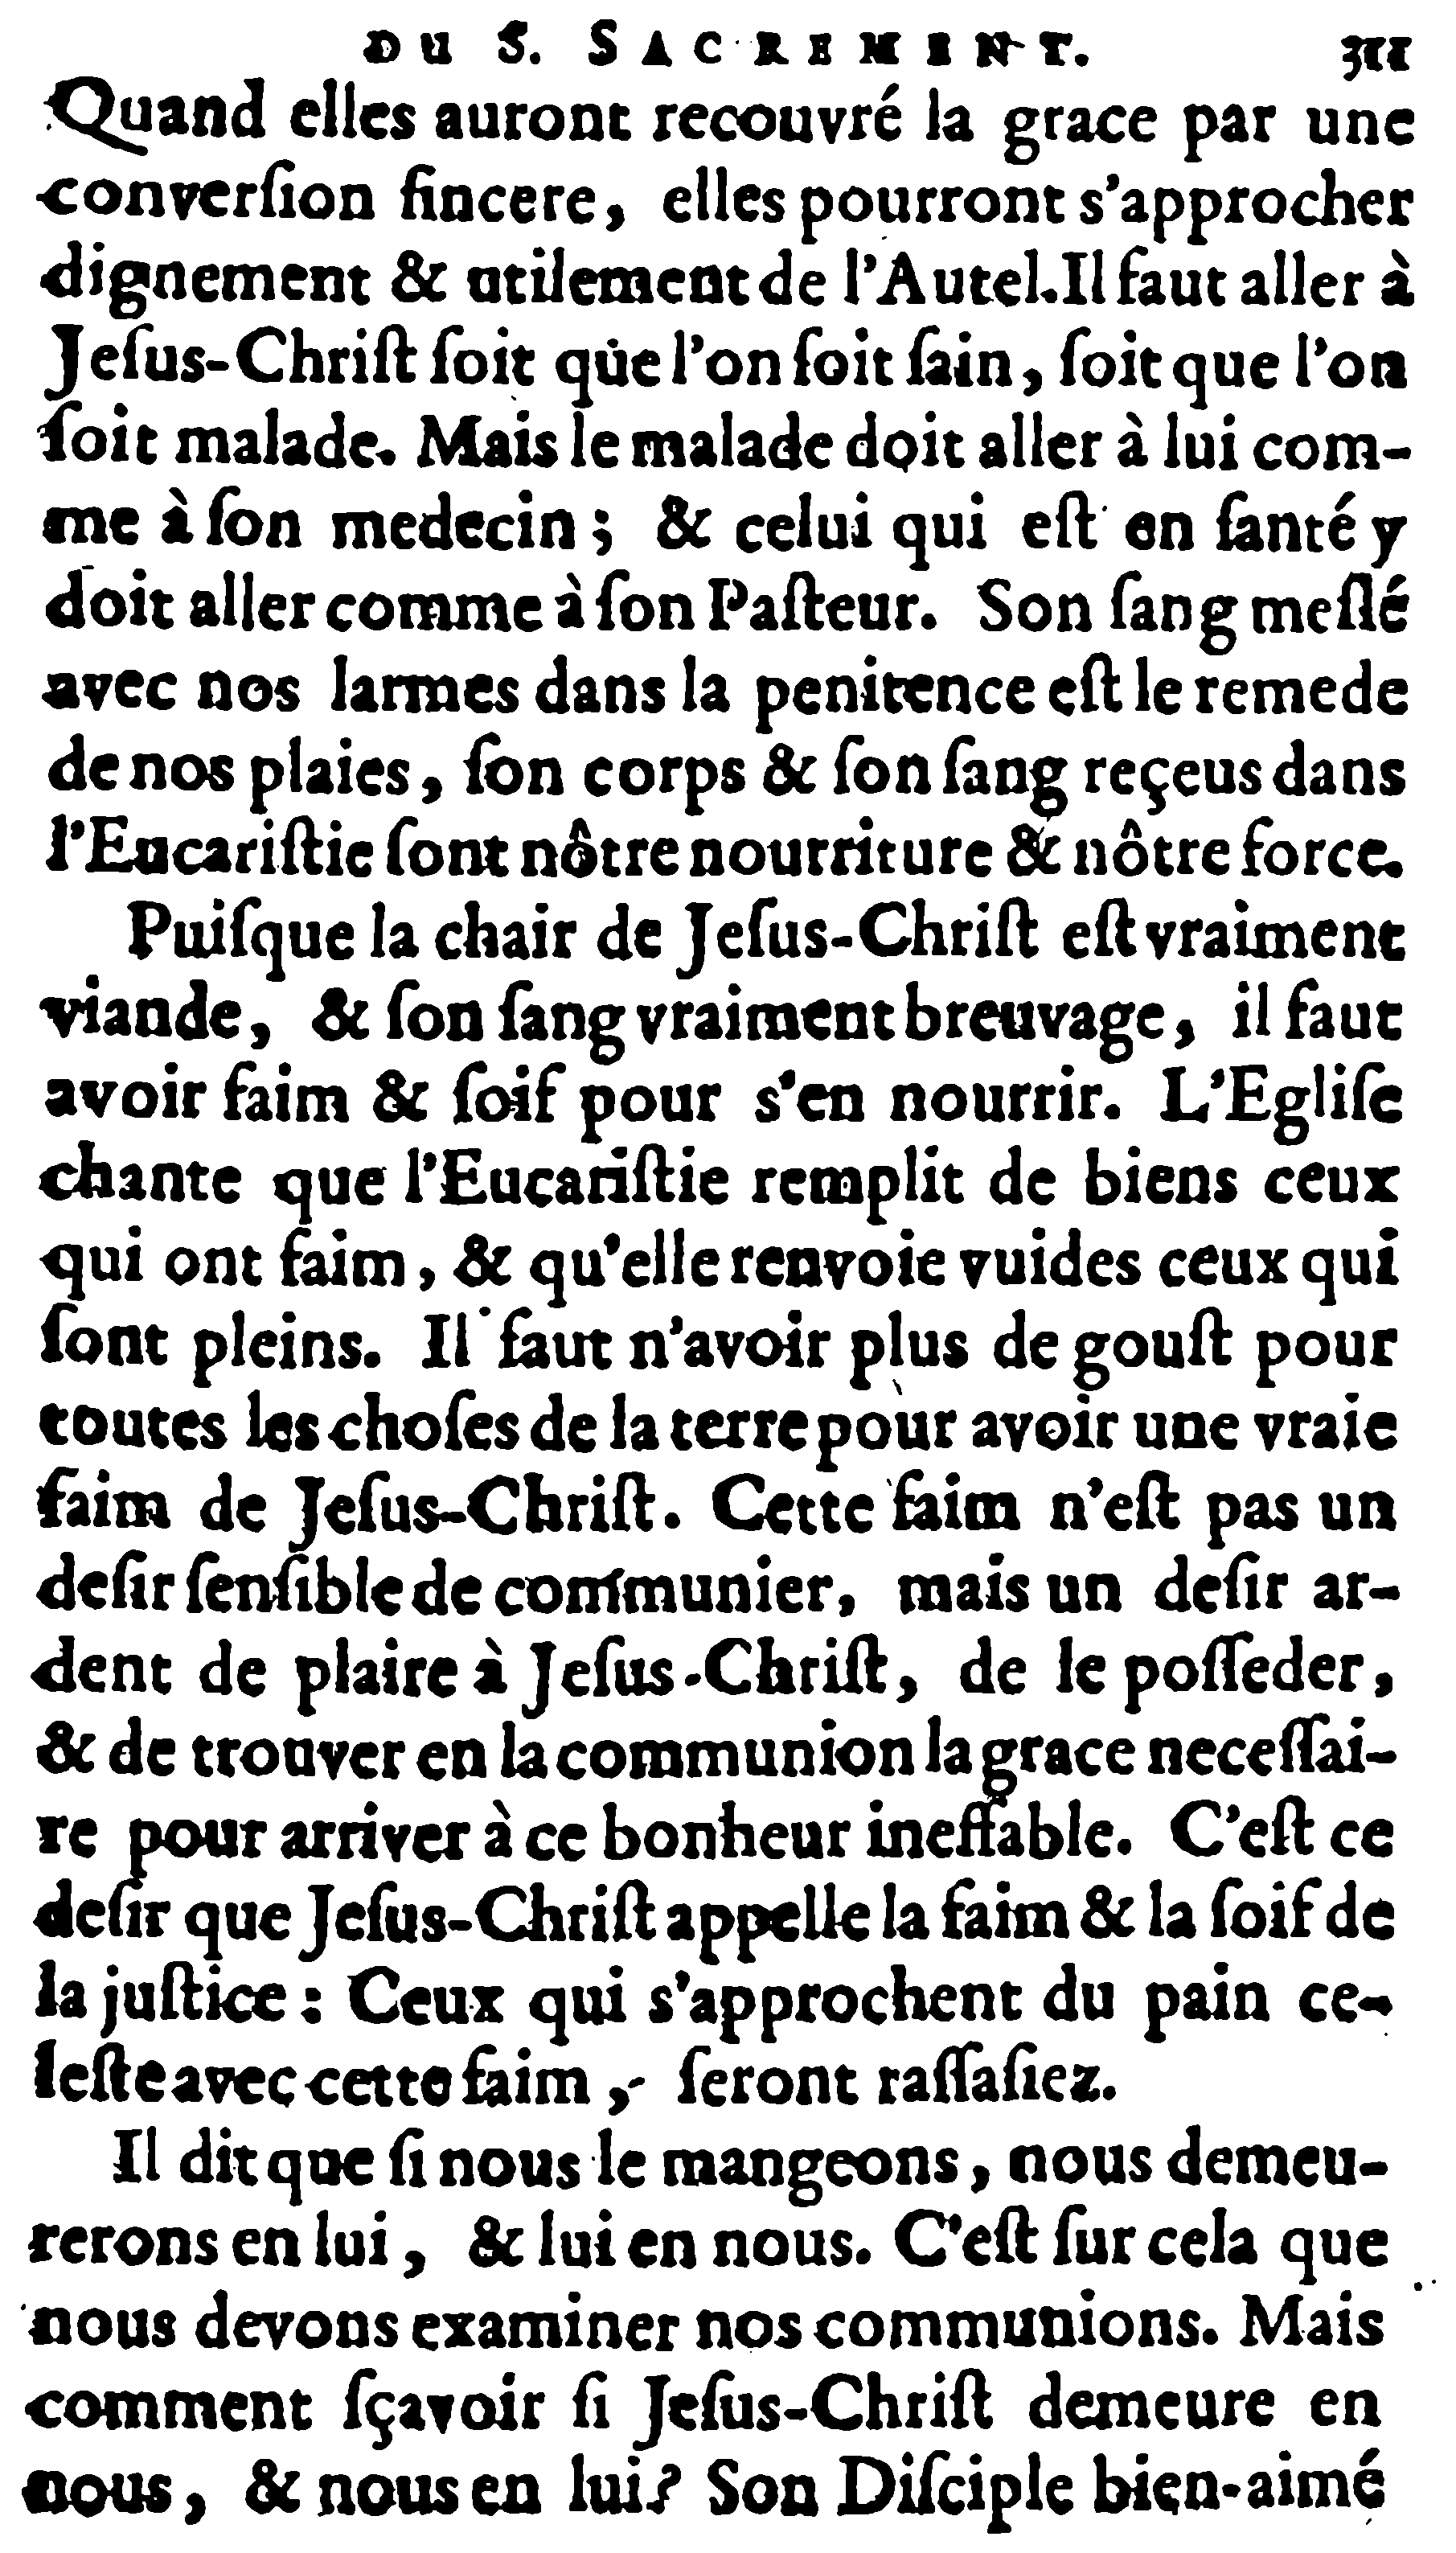 DU S. SACREMENT. 311
Quand elles auront recouvré la grace par une
converſion ſincere, elles pourront s'approcher
dignement & utilement de l'Autel. Il faut aller à
Jeſus-Chriſt ſoit que l'on ſoit ſain, ſoit que l'on
ſoit malade. Mais le malade doit aller à lui com-
me à ſon medecin; & celui qui eſt en ſanté y
doit aller comme à ſon Paſteur. Son ſang meſlé
avec nos larmes dans la penitence eſt le remede
de nos plaies, ſon corps & ſon ſang reçeus dans
l'Eucariſtie ſont nôtre nourriture & nôtre force.
Puiſque la chair de Jeſus-Chriſt eſt vraiment
viande, & ſon ſang vraiment breuvage, il faut
avoir faim & ſoif pour s'en nourrir. L'Egliſe
chante que l'Eucariſtie remplit de biens ceux
qui ont faim, & qu'elle renvoie vuides ceux qui
ſont pleins. Il faut n'avoir plus de gouſt pour
toutes les choſes de la terre pour avoir une vraie
faim de Jeſus-Chriſt. Cette faim n'eſt pas un
deſir ſenſible de communier, mais un deſir ar-
dent de plaire à Jeſus-Chriſt, de le poſſeder,
& de trouver en la communion la grace neceſſai-
re pour arriver à ce bonheur ineffable. C'eſt ce
deſir que Jeſus-Chriſt appelle la faim & la ſoif de
la juſtice: Ceux qui s'approchent du pain ce-
leſte avec cette faim, ſeront raſſaſiez.
Il dit que ſi nous le mangeons, nous demeu-
rerons en lui, & lui en nous. C'eſt ſur cela que
nous devons examiner nos communions. Mais
comment ſçavoir ſi Jeſus-Chriſt demeure en
nous, & nous en lui? Son Diſciple bien-aimé